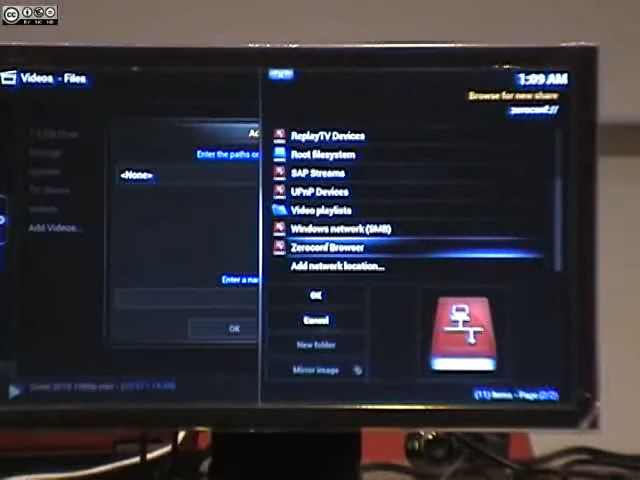 Videos - Files
1:09 AM
Browse for new share
zeroconf://
ReplayTV Devices
Root filesystem
SAP Streams
UPnP Devices
Video playlists
Windows network (SMB)
Zeroconf Browser
Add network location...
Enter the paths or
<None>
Add Videos...
Enter a nam
OK
OK
Cancel
New folder
Mirror image
(11) Items - Page (2/2)